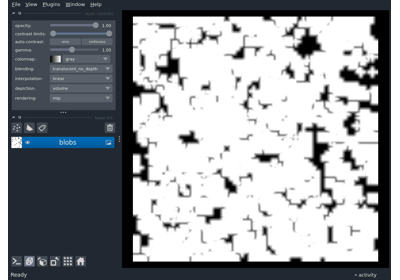 File View Plugins Window Help
opacity: 1.00
contrast limits:
auto-contrast: once continuous
gamma: 1.00
colormap: gray
blending: translucent_no_depth
interpolation: linear
depiction: volume
rendering: mip
blobs
Ready activity